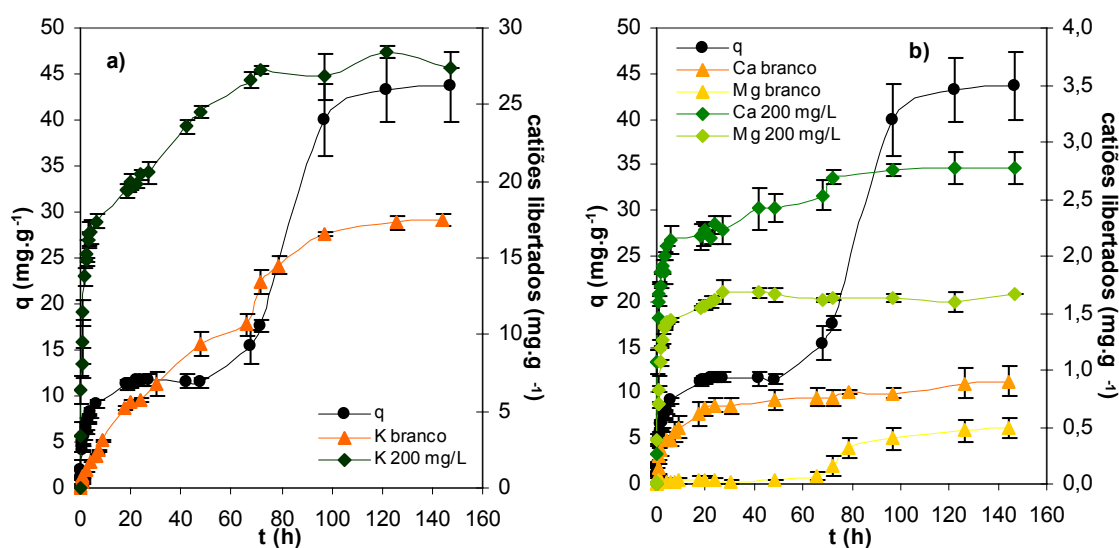 a)
50
45
40
35
30
25
20
15
10
5
0
q (mg.g-1)
30
25
20
15
10
5
0
catiões libertados (mg.g -1)
0 20 40 60 80 100 120 140 160
t (h)
q
K branco
K 200 mg/L
b)
50
45
40
35
30
25
20
15
10
5
0
q (mg.g-1)
4,0
3,5
3,0
2,5
2,0
1,5
1,0
0,5
0,0
catiões libertados (mg.g -1)
0 20 40 60 80 100 120 140 160
t (h)
q
Ca branco
Mg branco
Ca 200 mg/L
Mg 200 mg/L